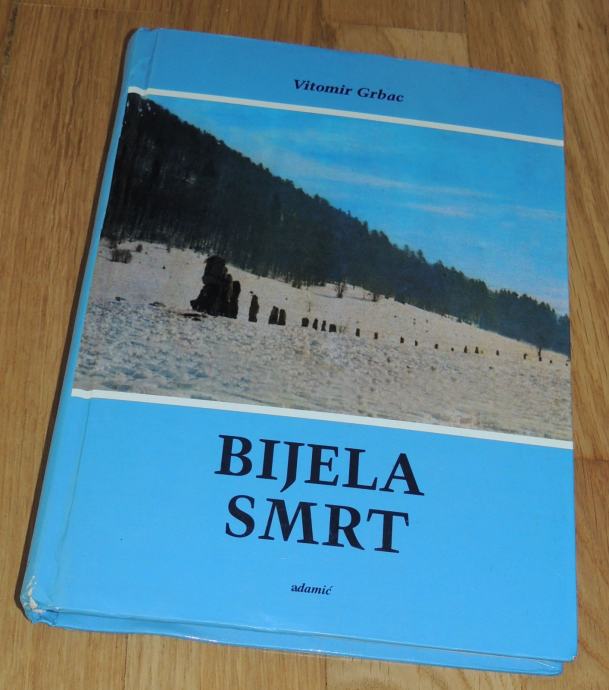 Vitomir Grbac
BIJELA
SMRT
adamić